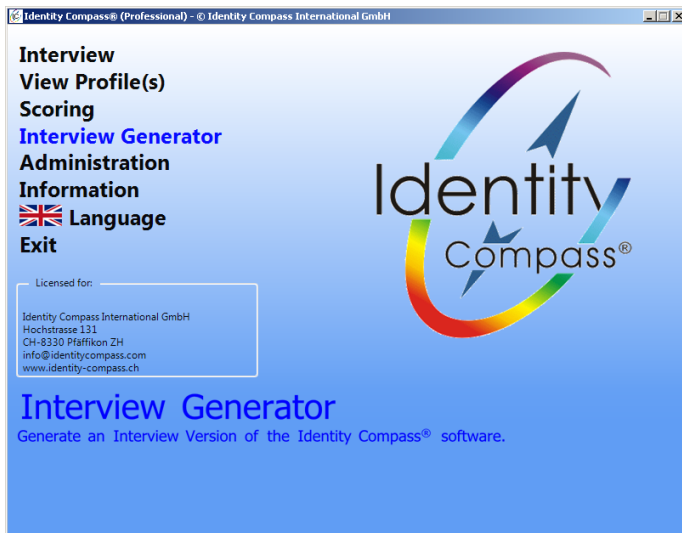 Identity Compass® (Professional) - © Identity Compass International GmbH
Interview
View Profile(s)
Scoring
Interview Generator
Administration
Information
Language
Exit
Identity
Compass®
Licensed for:
Identity Compass International GmbH
Hochstrasse 131
CH-8330 Pfäffikon ZH
info@identitycompass.com
www.identity-compass.ch
Interview Generator
Generate an Interview Version of the Identity Compass® software.